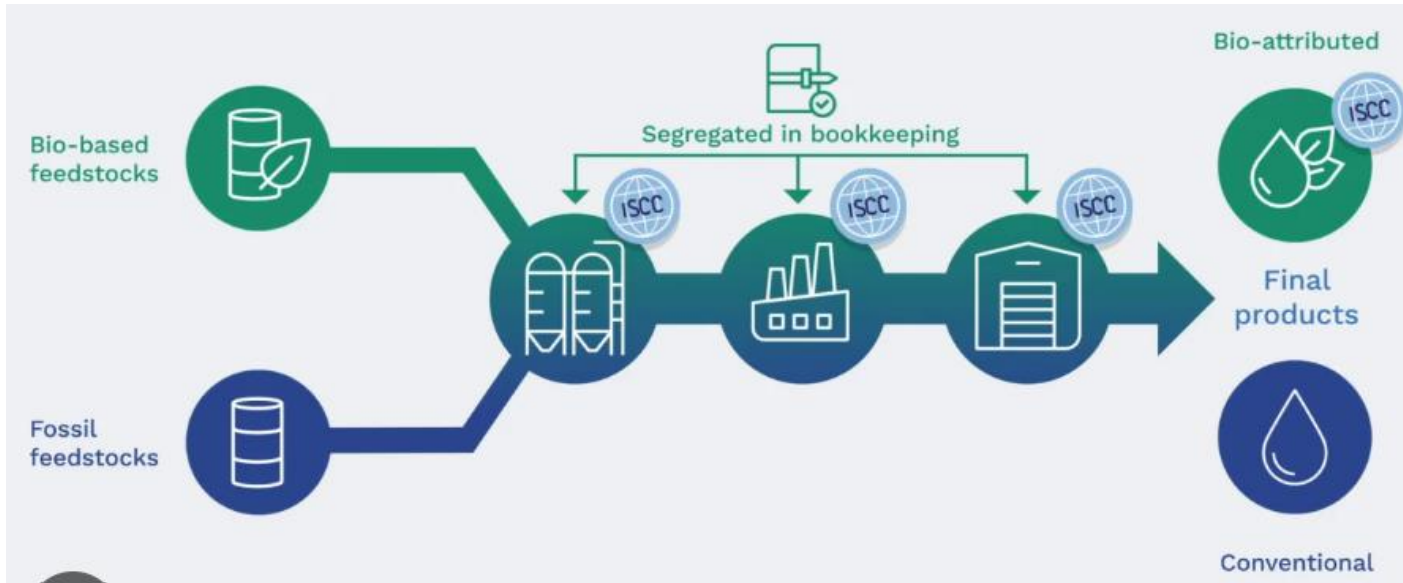 Bio-attributed
ISCC
Segregated in bookkeeping
Bio-based
feedstocks
ISCC
ISCC
ISCC
Final
products
Fossil
feedstocks
Conventional